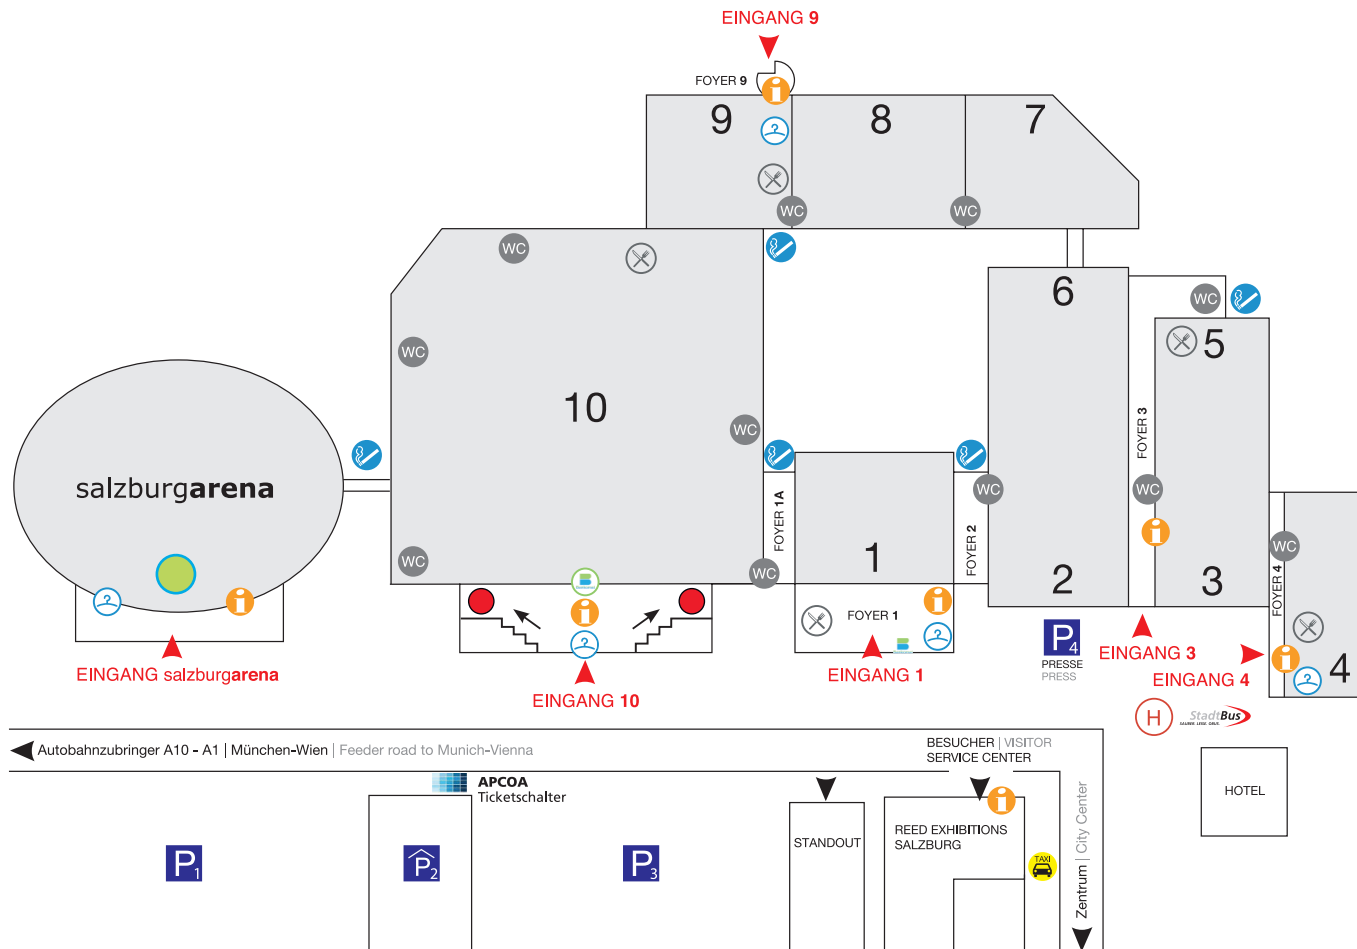 EINGANG 9
FOYER 9
9
8
7
WC
WC
WC
6
WC
5
WC
10
WC
FOYER 3
salzburgarena
WC
WC
FOYER 1A
FOYER 2
1
WC
WC
WC
2
3
FOYER 4
FOYER 1
P4
PRESSE
PRESS
EINGANG 3
4
EINGANG salzburgarena
EINGANG 10
EINGANG 1
EINGANG 4
H
StadtBus
Autobahnzubringer A10 - A1 | München-Wien | Feeder road to Munich-Vienna
BESUCHER | VISITOR
SERVICE CENTER
APCOA
Ticketschalter
HOTEL
STANDOUT
REED EXHIBITIONS
SALZBURG
P1
P2
P3
TAXI
Zentrum | City Center